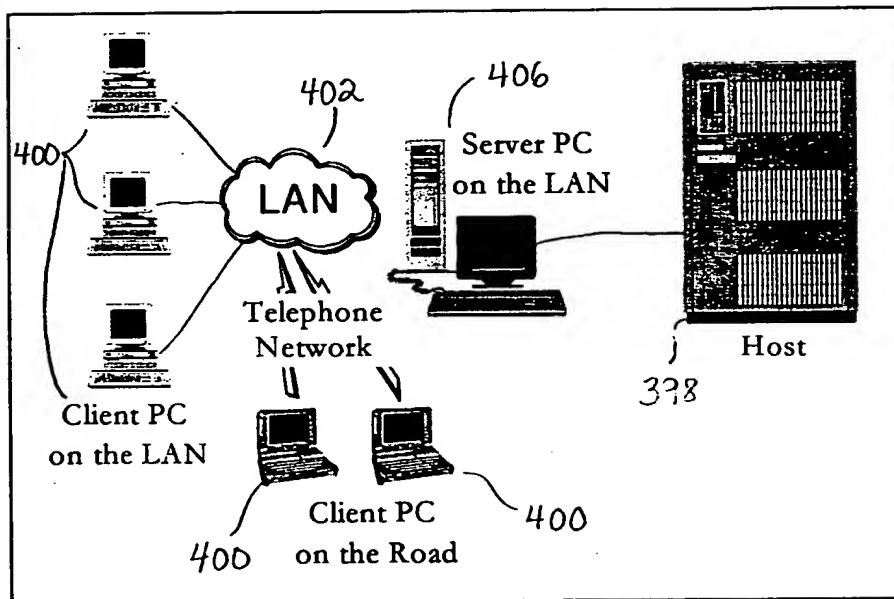 402
406
400
LAN
Server PC
on the LAN
Telephone
Network
Host
398
Client PC
on the LAN
400
Client PC
on the Road
400